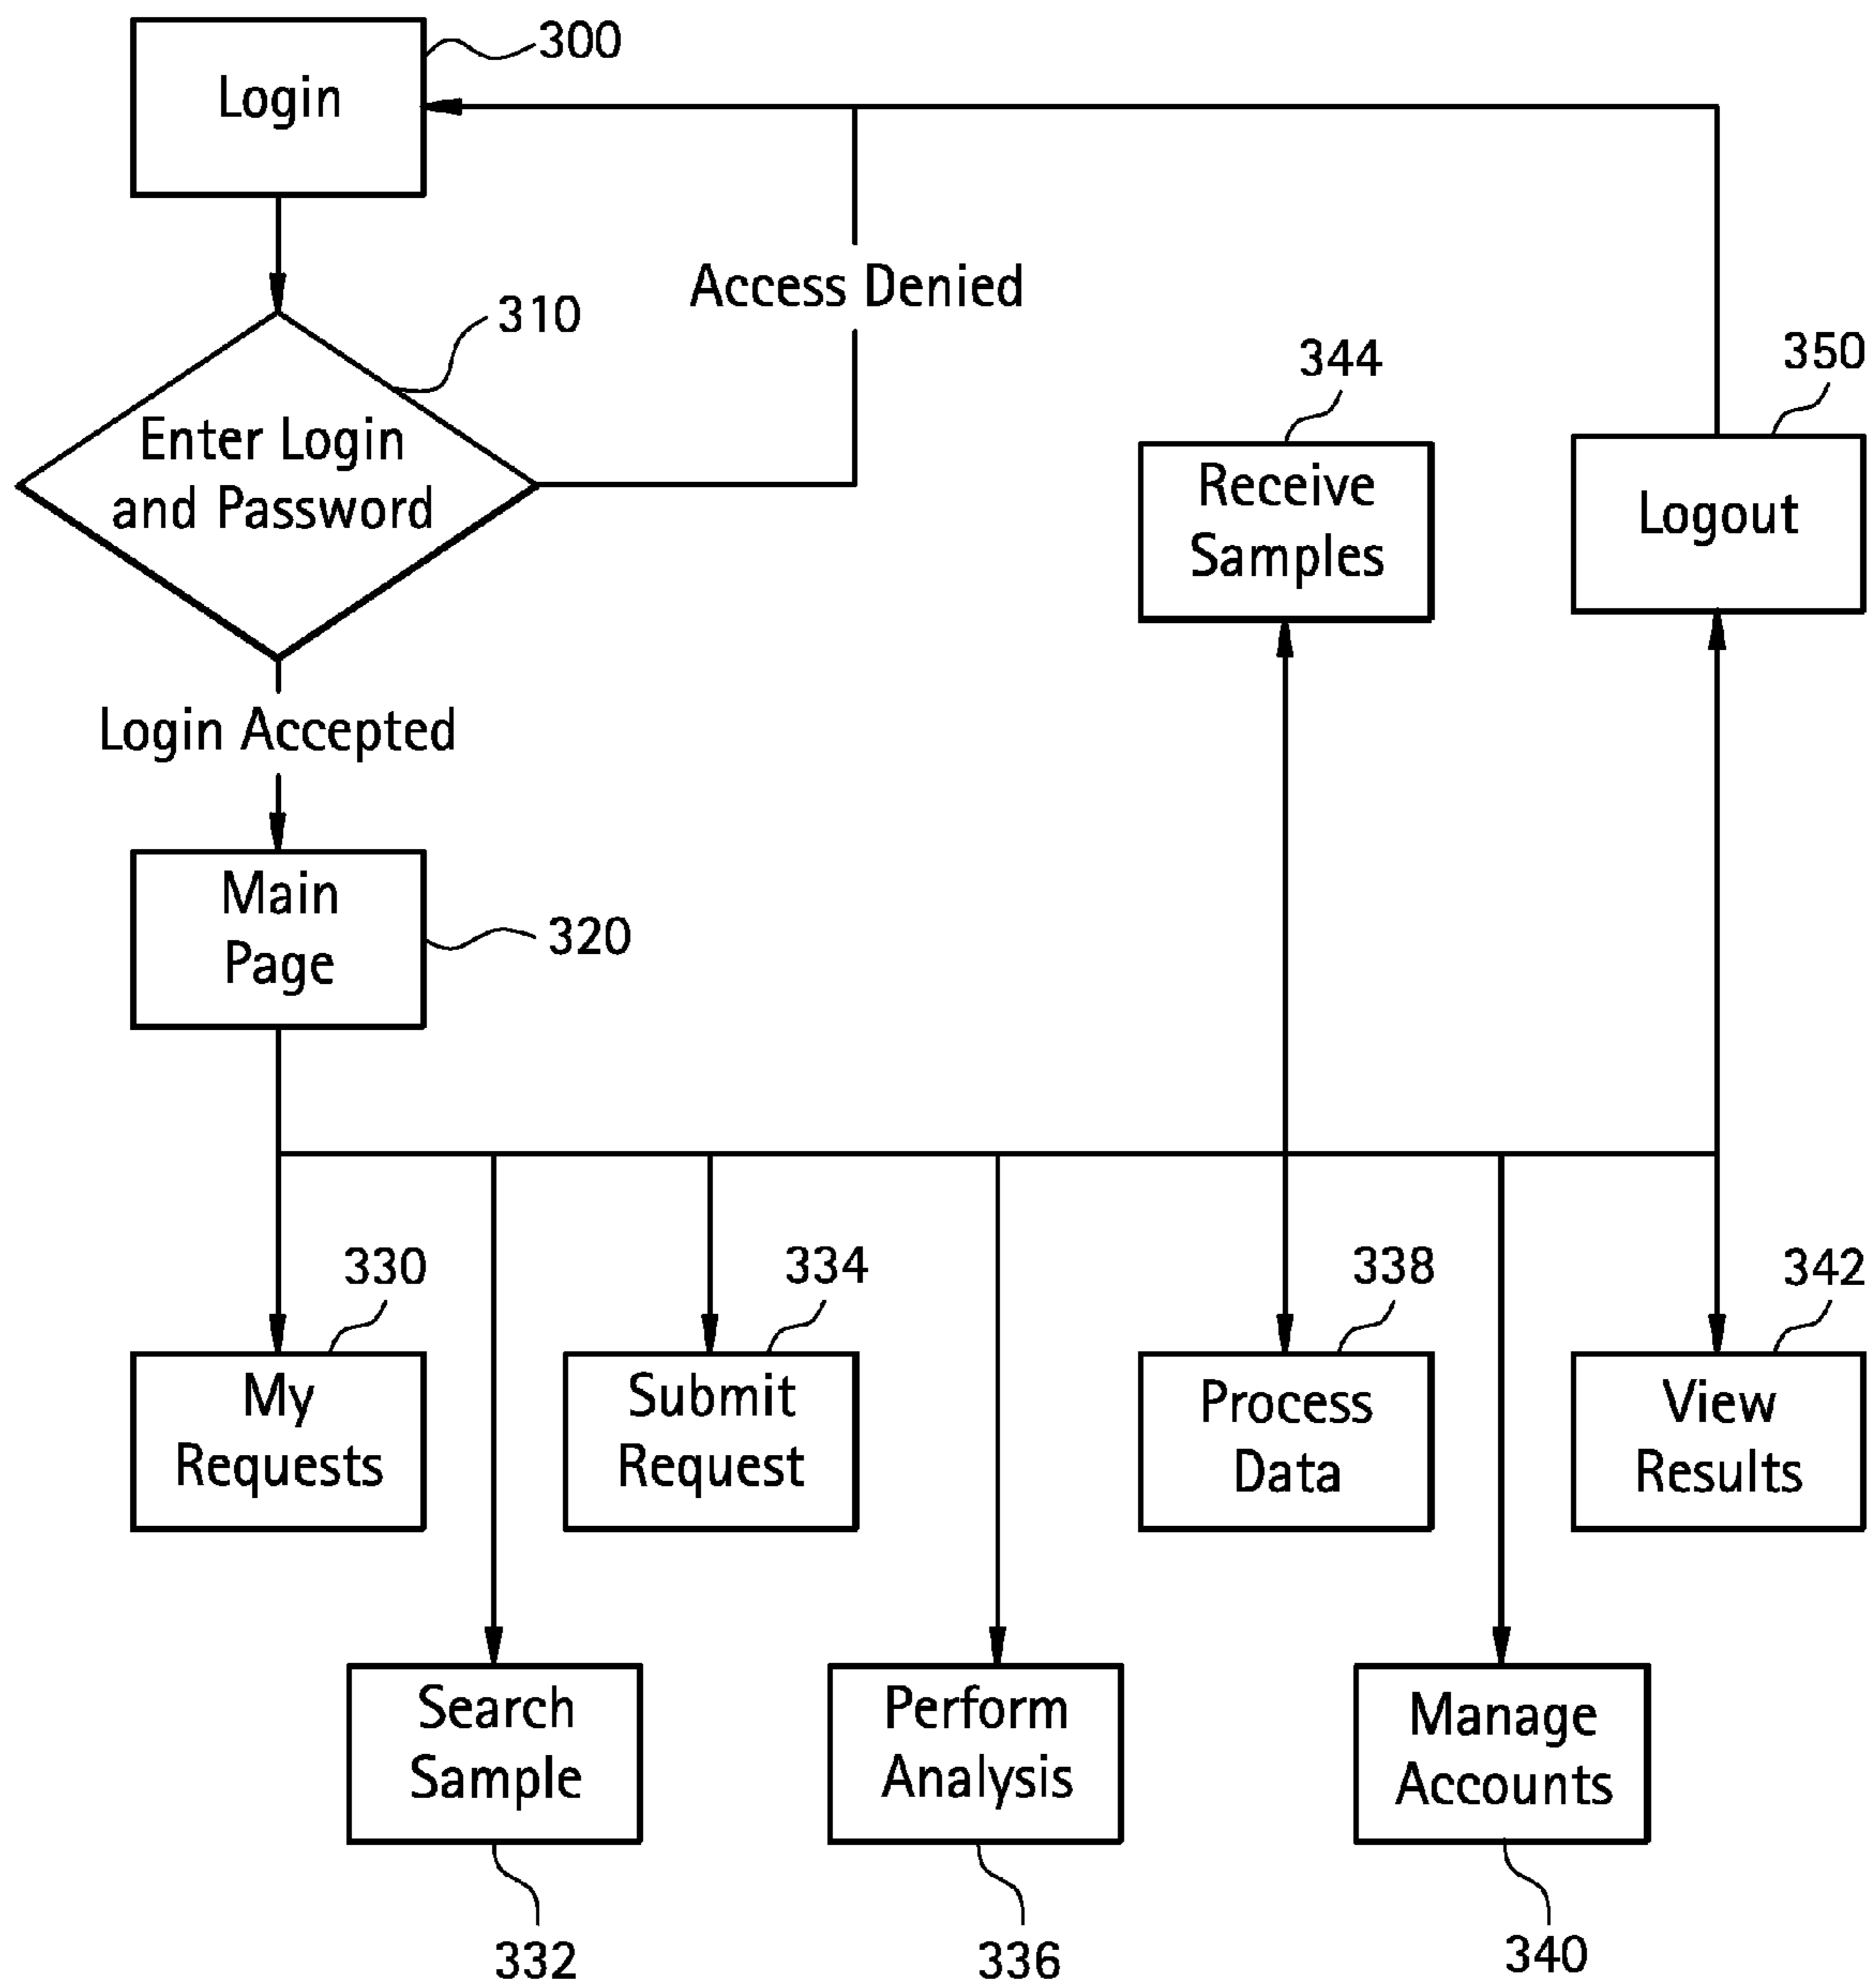 300
Login
Access Denied
310
Enter Login
and Password
344
350
Receive
Samples
Logout
Login Accepted
Main
Page
320
330
334
338
342
My
Requests
Submit
Request
Process
Data
View
Results
Search
Sample
Perform
Analysis
Manage
Accounts
332
336
340